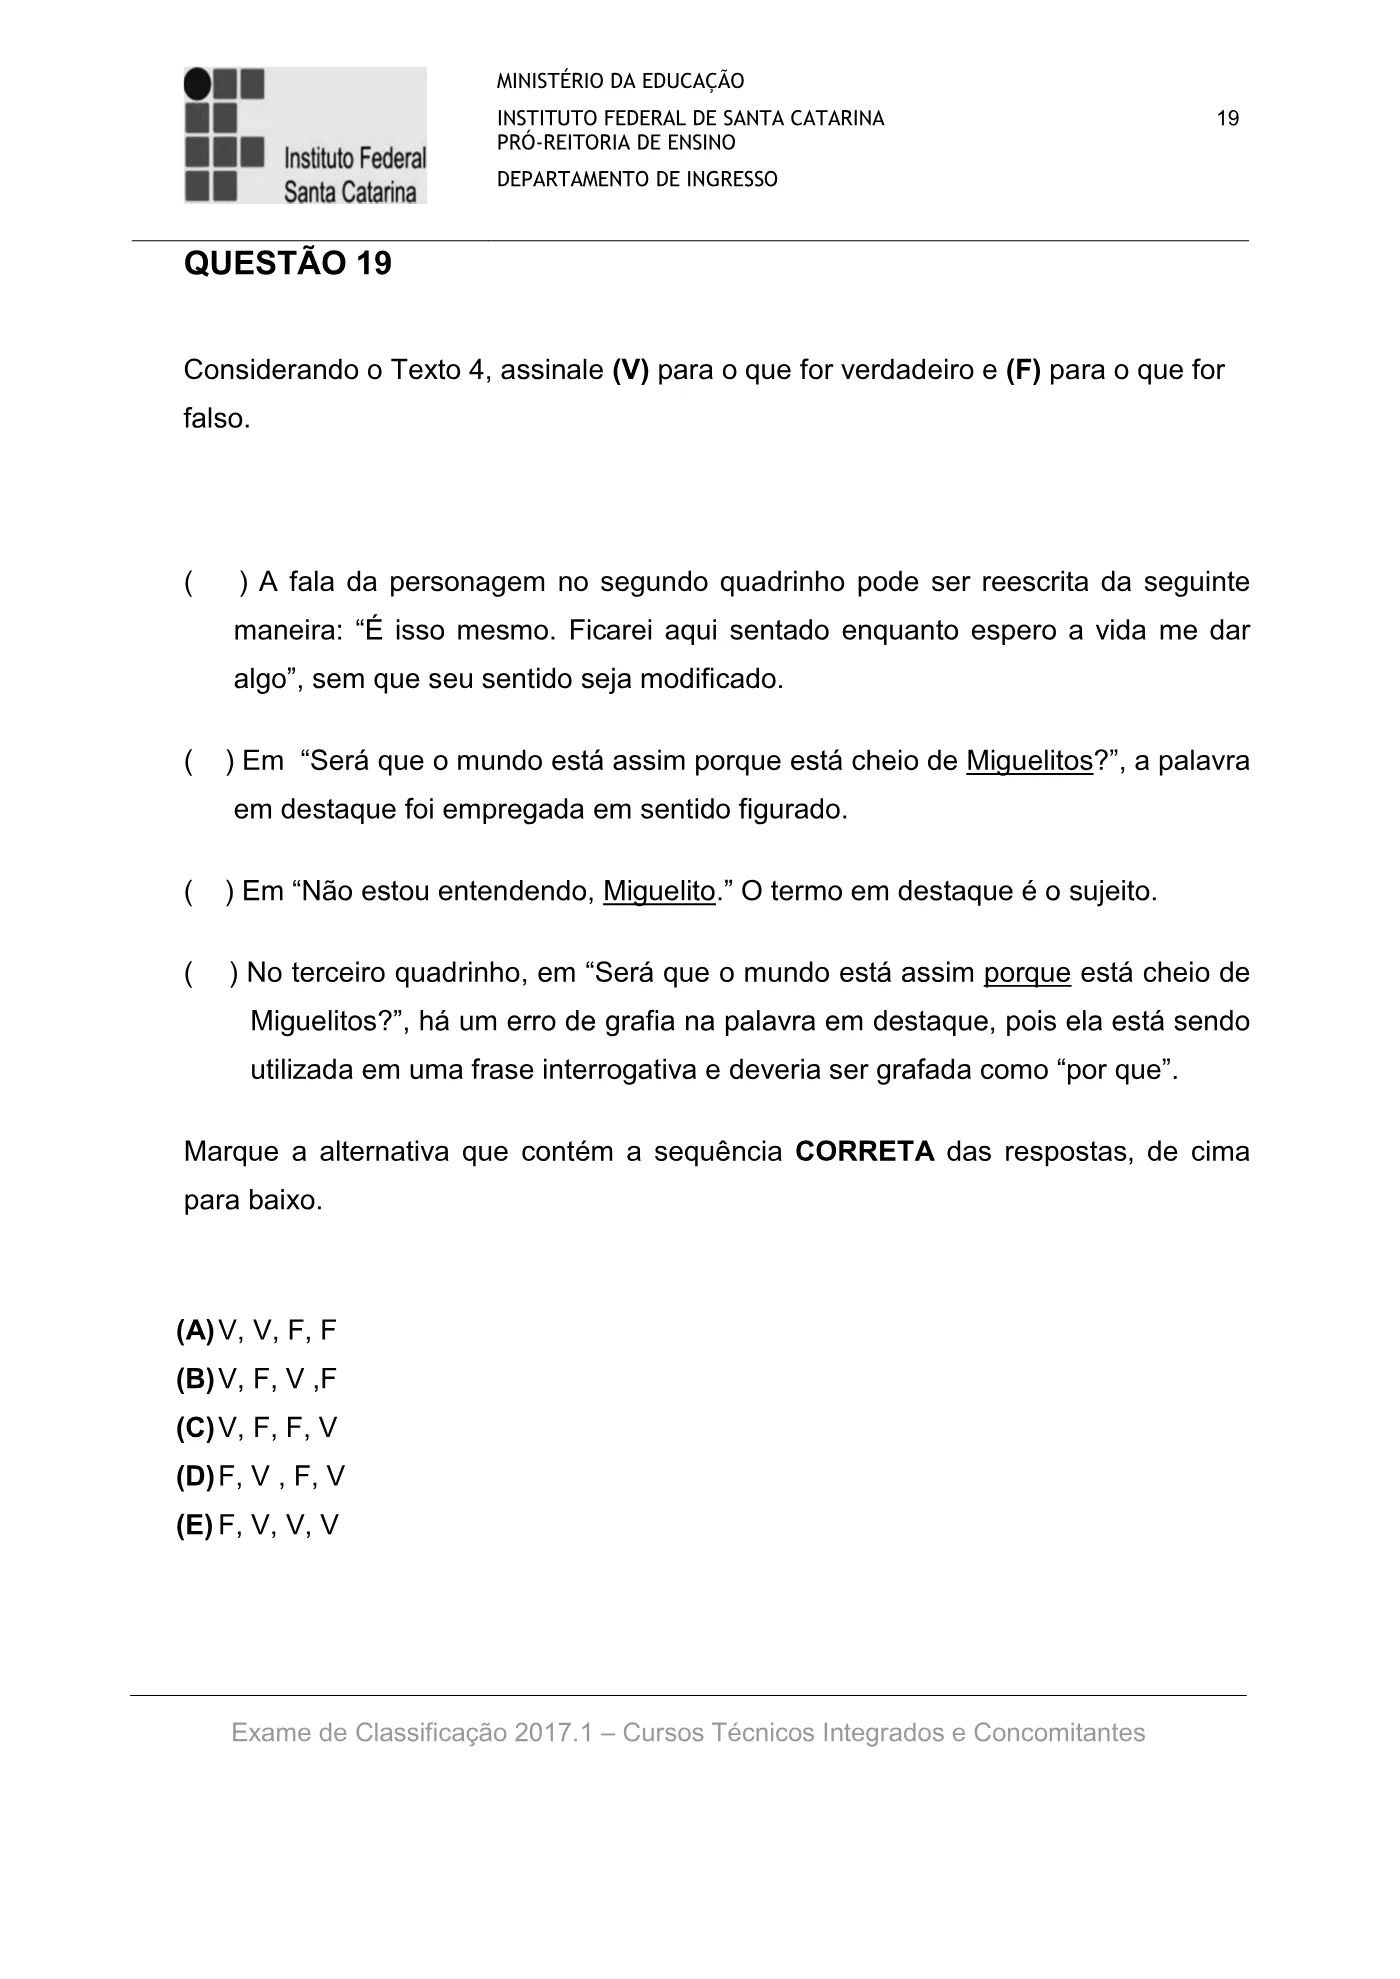 Instituto Federal
Santa Catarina
MINISTÉRIO DA EDUCAÇÃO
INSTITUTO FEDERAL DE SANTA CATARINA
PRÓ-REITORIA DE ENSINO
DEPARTAMENTO DE INGRESSO
19
QUESTÃO 19
Considerando o Texto 4, assinale (V) para o que for verdadeiro e (F) para o que for
falso.
( ) A fala da personagem no segundo quadrinho pode ser reescrita da seguinte
maneira: “É isso mesmo. Ficarei aqui sentado enquanto espero a vida me dar
algo”, sem que seu sentido seja modificado.
( ) Em “Será que o mundo está assim porque está cheio de Miguelitos?”, a palavra
em destaque foi empregada em sentido figurado.
( ) Em “Não estou entendendo, Miguelito.” O termo em destaque é o sujeito.
( ) No terceiro quadrinho, em “Será que o mundo está assim porque está cheio de
Miguelitos?”, há um erro de grafia na palavra em destaque, pois ela está sendo
utilizada em uma frase interrogativa e deveria ser grafada como “por que”.
Marque a alternativa que contém a sequência CORRETA das respostas, de cima
para baixo.
(A) V, V, F, F
(B) V, F, V ,F
(C) V, F, F, V
(D) F, V , F, V
(E) F, V, V, V
Exame de Classificação 2017.1 – Cursos Técnicos Integrados e Concomitantes